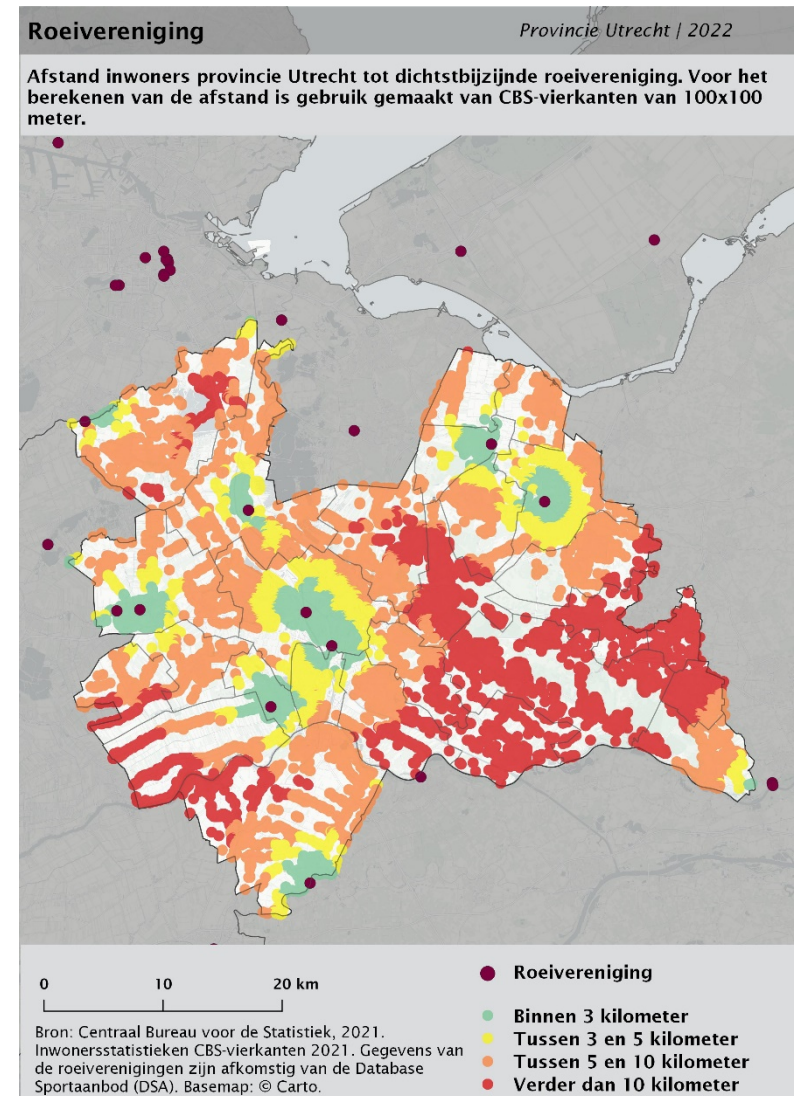 Roeivereniging
Provincie Utrecht | 2022
Afstand inwoners provincie Utrecht tot dichtstbijzijnde roeivereniging. Voor het
berekenen van de afstand is gebruik gemaakt van CBS-vierkanten van 100x100
meter.
0 10 20 km
Bron: Centraal Bureau voor de Statistiek, 2021.
Inwonersstatistieken CBS-vierkanten 2021. Gegevens van
de roeiverenigingen zijn afkomstig van de Database
Sportaanbod (DSA). Basemap: © Carto.
Roeivereniging
Binnen 3 kilometer
Tussen 3 en 5 kilometer
Tussen 5 en 10 kilometer
Verder dan 10 kilometer